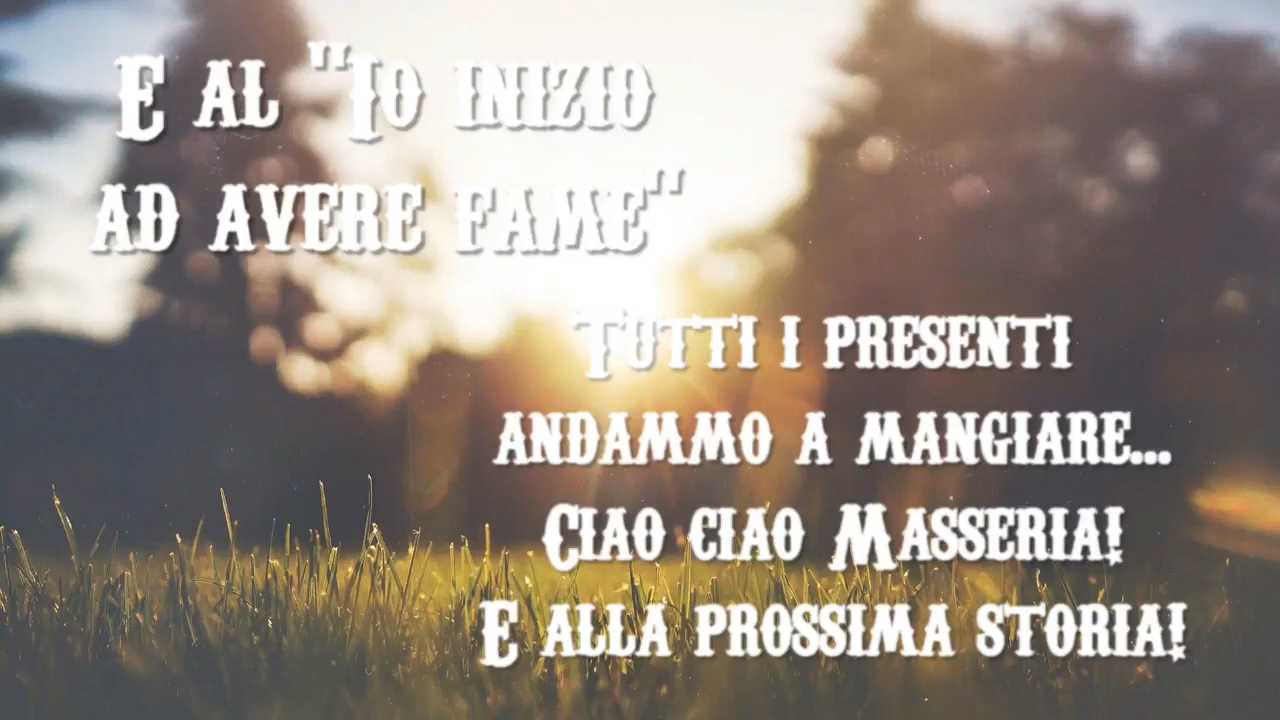 E al "Io inizio
ad avere fame"
Tutti i presenti
andammo a mangiare...
Ciao ciao Masseria!
E alla prossima storia!